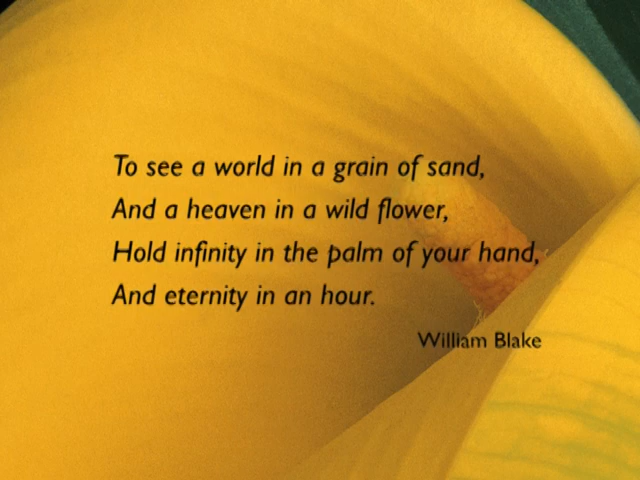 To see a world in a grain of sand,
And a heaven in a wild flower,
Hold infinity in the palm of your hand,
And eternity in an hour.
William Blake